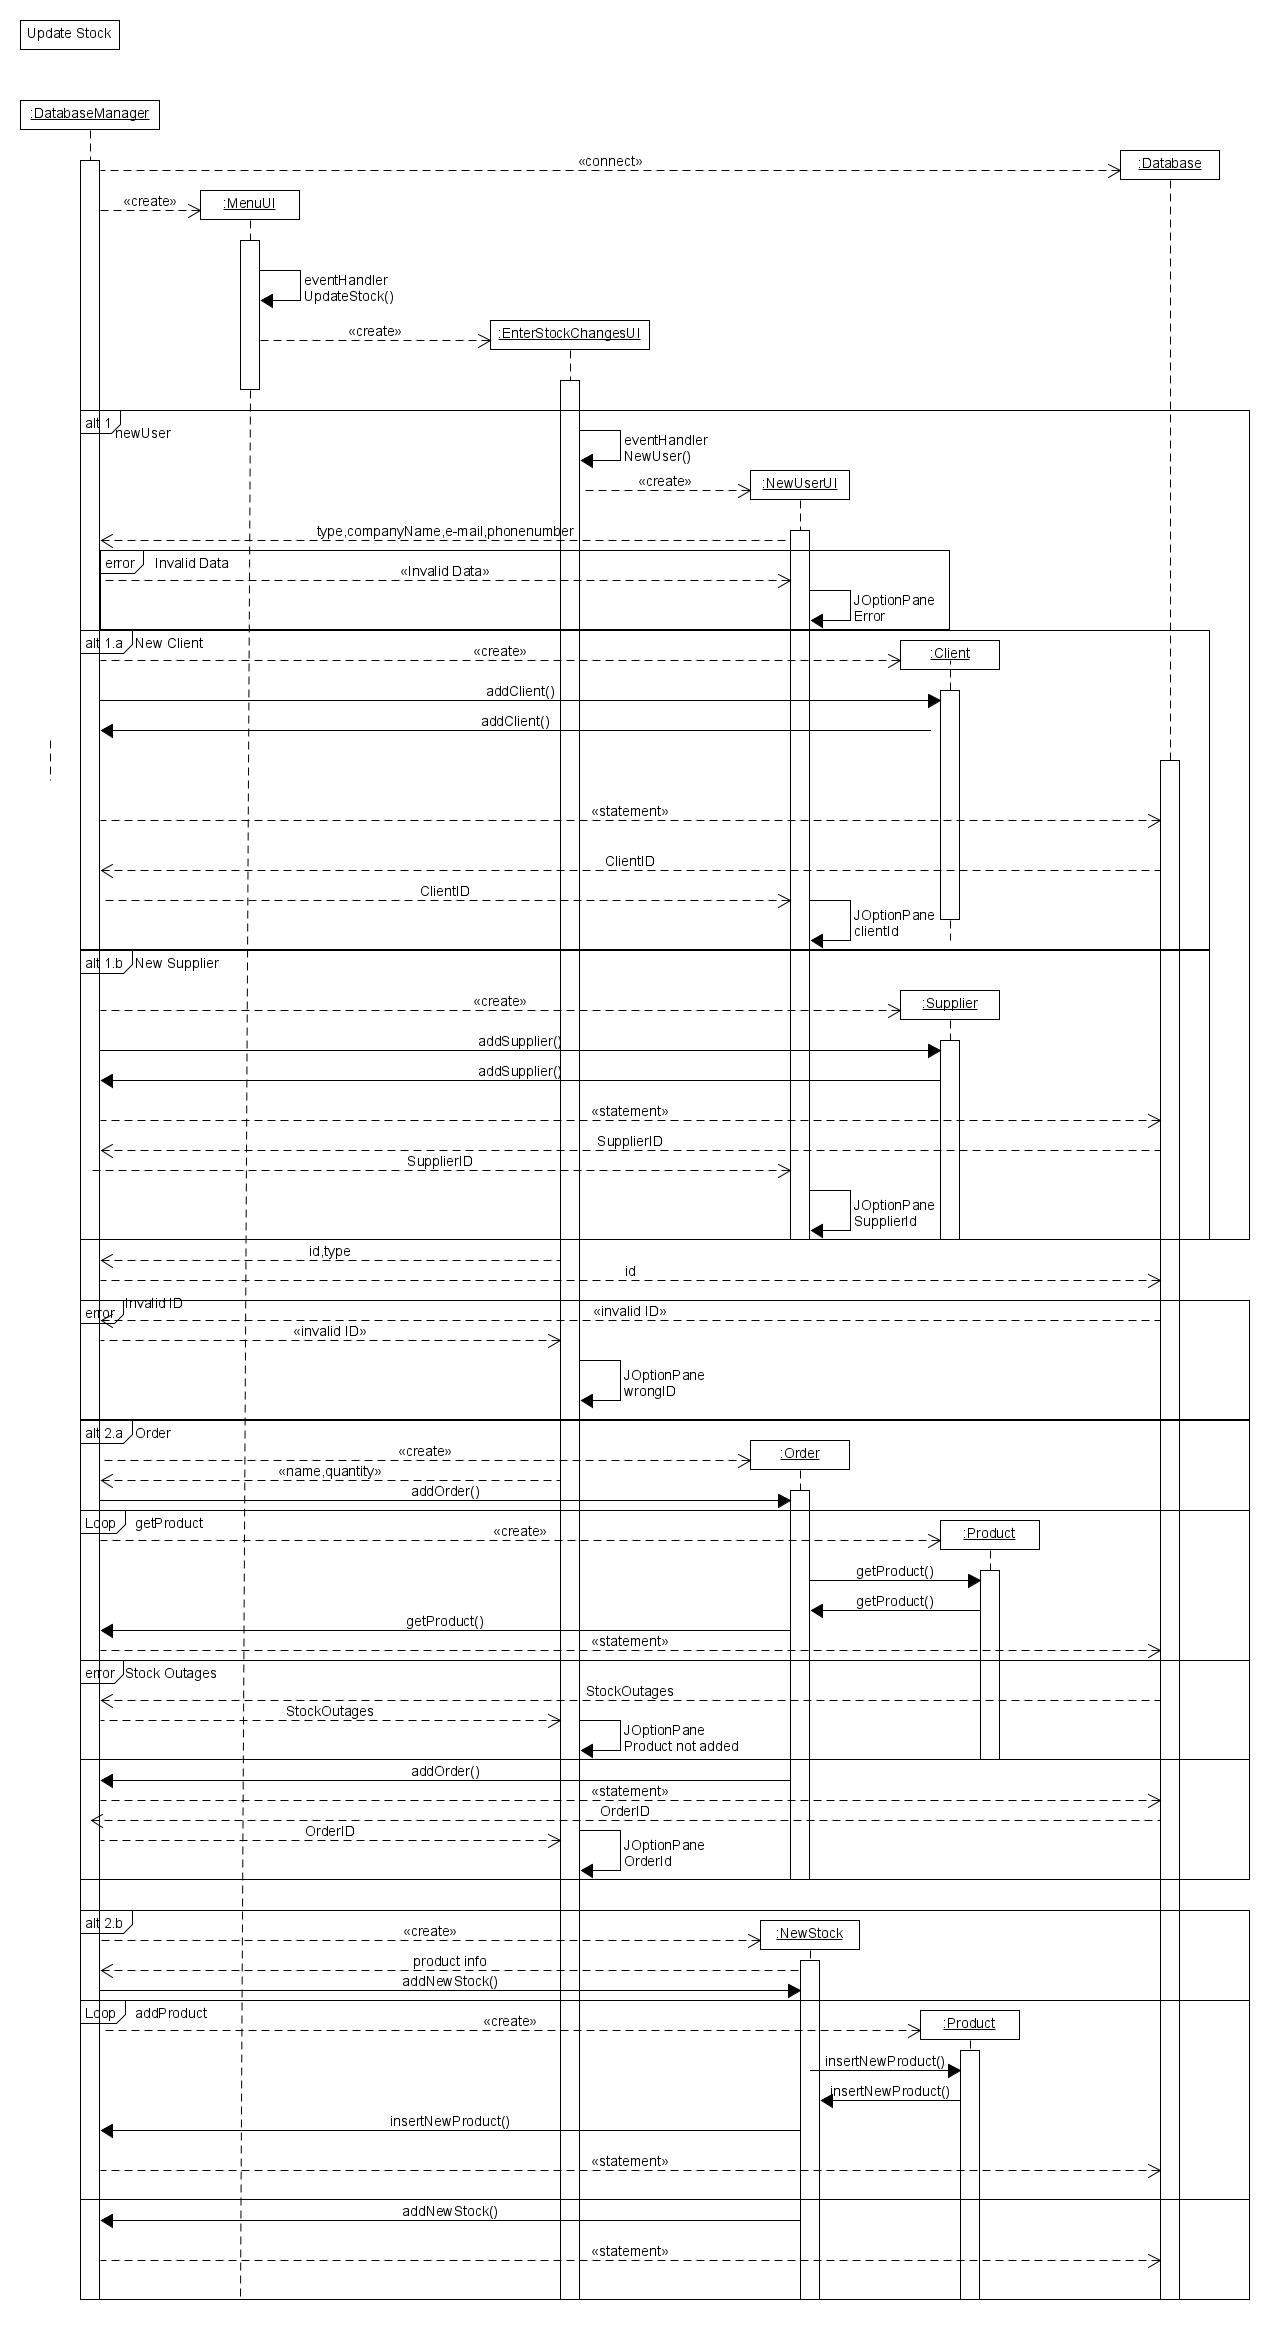 Update Stock
:DatabaseManager
«connect»
:Database
«create»
:MenuUI
eventHandler
UpdateStock()
«create»
:EnterStockChangesUI
alt 1
newUser
eventHandler
NewUser()
«create»
:NewUserUI
type,companyName,e-mail,phonenumber
error
Invalid Data
«Invalid Data»
JOptionPane
Error
alt 1.a
New Client
«create»
:Client
addClient()
addClient()
«statement»
ClientID
ClientID
JOptionPane
clientId
alt 1.b
New Supplier
«create»
:Supplier
addSupplier()
addSupplier()
«statement»
SupplierID
SupplierID
JOptionPane
SupplierId
id,type
id
error
Invalid ID
«invalid ID»
«invalid ID»
JOptionPane
wrongID
alt 2.a
Order
«create»
:Order
«name,quantity»
addOrder()
Loop
getProduct
«create»
:Product
getProduct()
getProduct()
getProduct()
«statement»
error
Stock Outages
StockOutages
StockOutages
JOptionPane
Product not added
addOrder()
«statement»
OrderID
OrderID
JOptionPane
OrderId
alt 2.b
«create»
:NewStock
product info
addNewStock()
Loop
addProduct
«create»
:Product
insertNewProduct()
insertNewProduct()
insertNewProduct()
«statement»
addNewStock()
«statement»